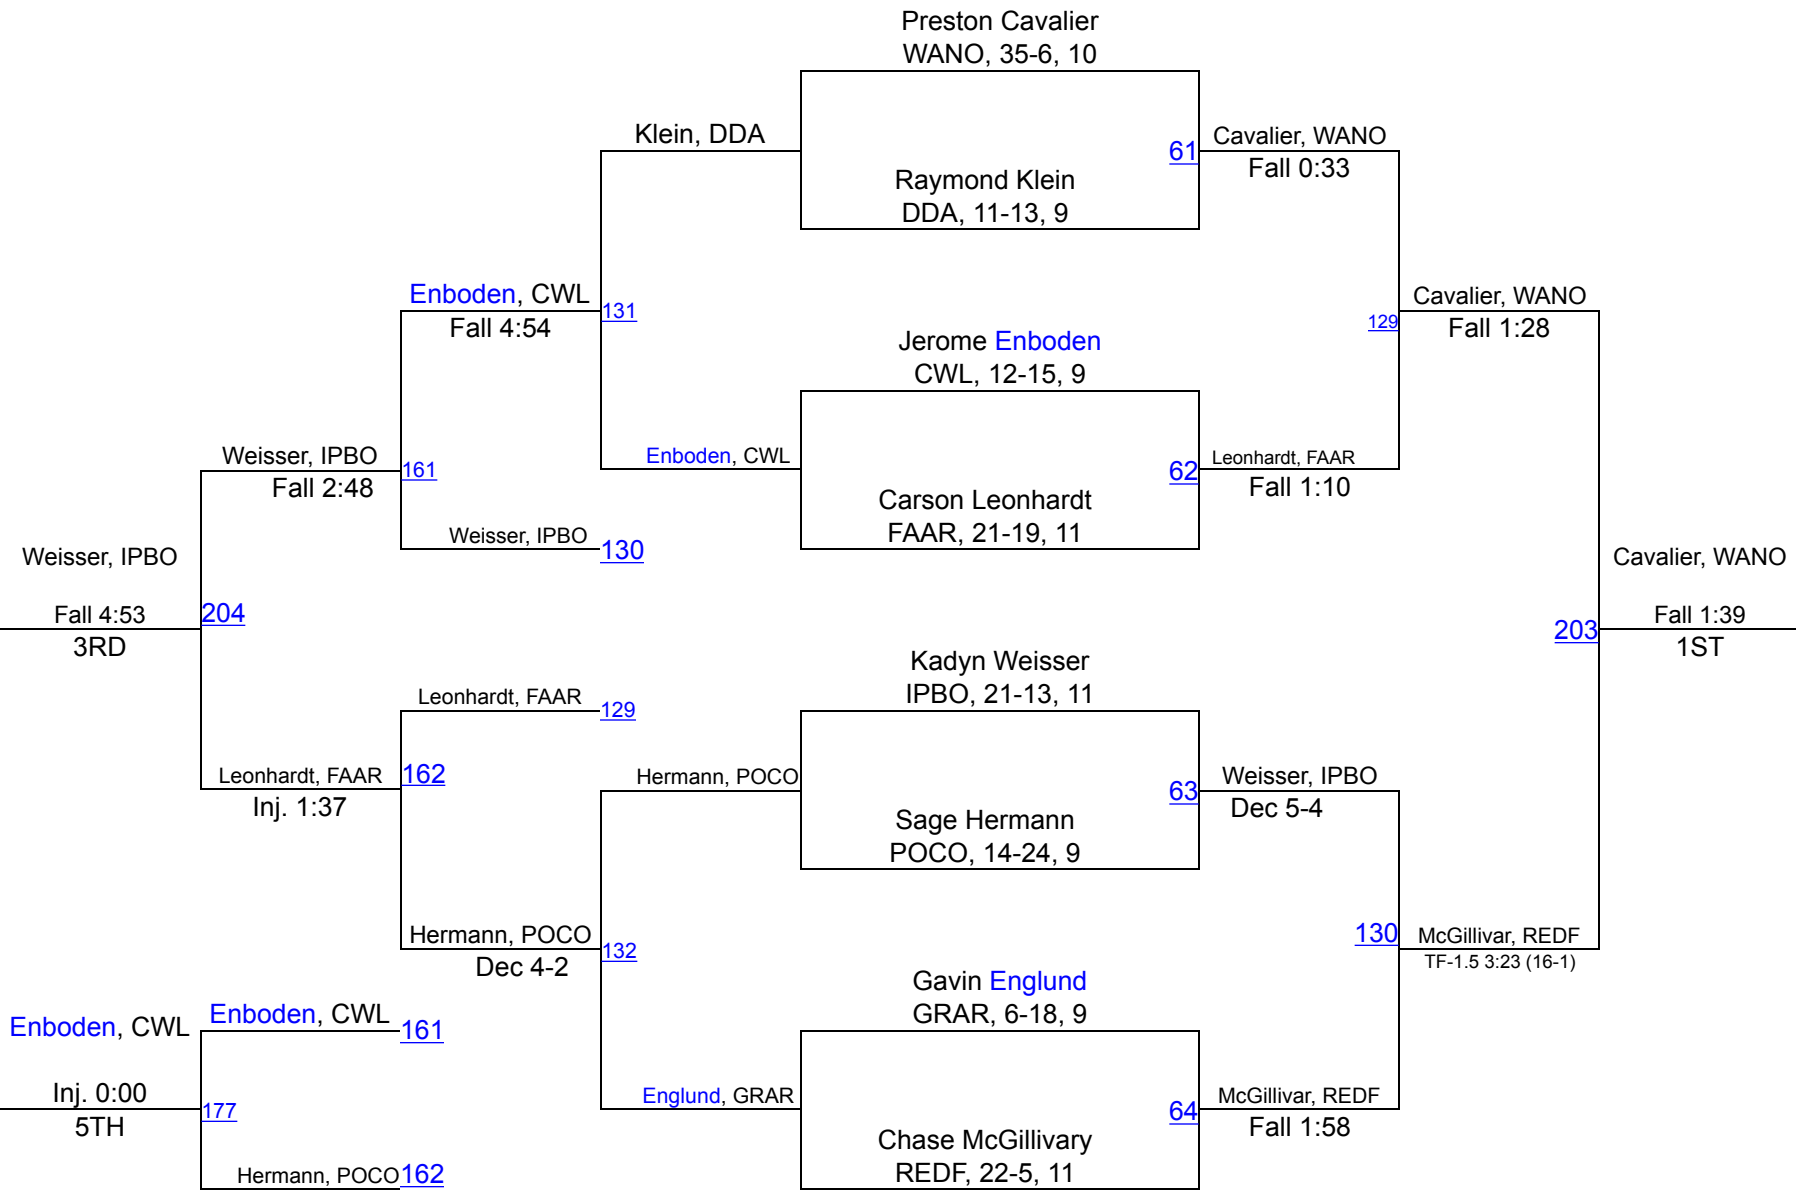 Preston Cavalier
WANO, 35-6, 10
Klein, DDA
61
Cavalier, WANO
Fall 0:33
Raymond Klein
DDA, 11-13, 9
Enboden, CWL
Fall 4:54
131
129
Cavalier, WANO
Fall 1:28
Jerome Enboden
CWL, 12-15, 9
Weisser, IPBO
Fall 2:48
161
Enboden, CWL
62
Leonhardt, FAAR
Fall 1:10
Carson Leonhardt
FAAR, 21-19, 11
Weisser, IPBO
130
Weisser, IPBO
Fall 4:53
3RD
204
Cavalier, WANO
203
Fall 1:39
1ST
Kadyn Weisser
IPBO, 21-13, 11
Leonhardt, FAAR
129
Leonhardt, FAAR
Inj. 1:37
162
Hermann, POCO
63
Weisser, IPBO
Dec 5-4
Sage Hermann
POCO, 14-24, 9
Hermann, POCO
Dec 4-2
132
130
McGillivar, REDF
TF-1.5 3:23 (16-1)
Gavin Englund
GRAR, 6-18, 9
Enboden, CWL
Enboden, CWL
161
Inj. 0:00
5TH
177
Englund, GRAR
64
McGillivar, REDF
Fall 1:58
Chase McGillivary
REDF, 22-5, 11
Hermann, POCO
162